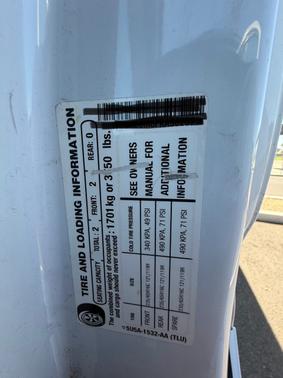 TIRE AND LOADING INFORMATION
SEATING CAPACITY TOTAL: 2 FRONT: 2 REAR: 0
The combined weight of occupants
and cargo should never exceed : 1701 kg or 3750 lbs.
TIRE SIZE COLD TIRE PRESSURE SEE OWNERS
FRONT 340 KPA, 49 PSI MANUAL FOR
REAR 490 KPA, 71 PSI ADDITIONAL
SPARE 490 KPA, 71 PSI INFORMATION
5U5A-1532-AA (TLU)